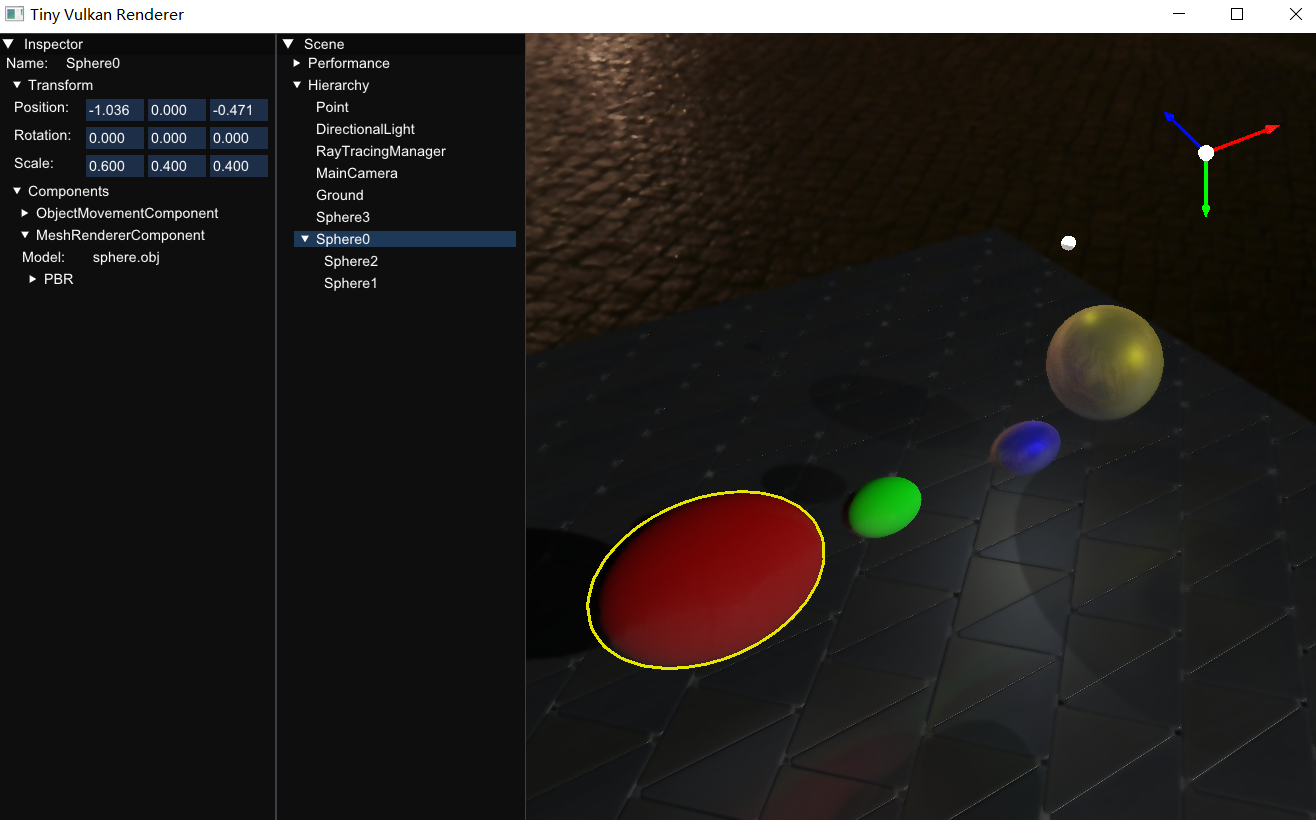 Tiny Vulkan Renderer
Inspector
Name: Sphere0
Transform
Position: -1.036 0.000 -0.471
Rotation: 0.000 0.000 0.000
Scale: 0.600 0.400 0.400
Components
ObjectMovementComponent
MeshRendererComponent
Model: sphere.obj
PBR
Scene
Performance
Hierarchy
Point
DirectionalLight
RayTracingManager
MainCamera
Ground
Sphere3
Sphere0
Sphere2
Sphere1